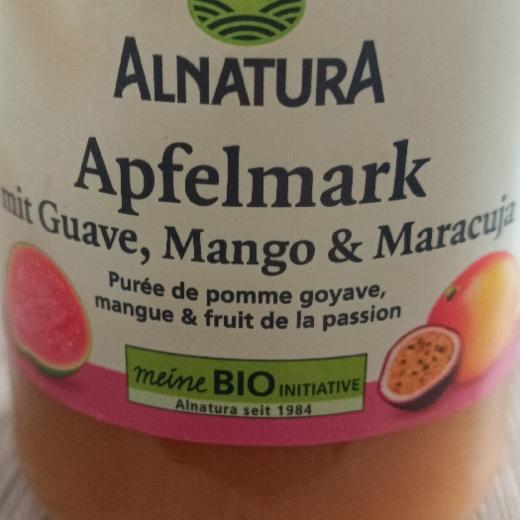 ALNATURA
Apfelmark
mit Guave, Mango & Maracuja
Purée de pomme goyave,
mangue & fruit de la passion
meine BIO INITIATIVE
Alnatura seit 1984